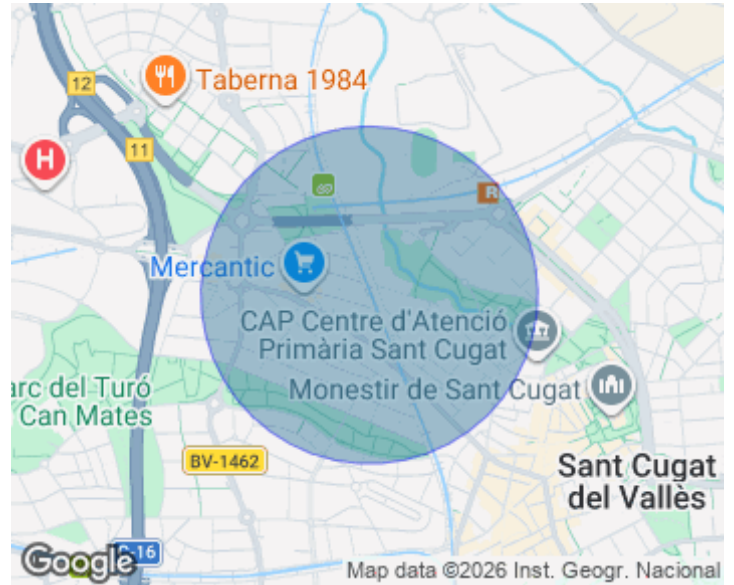 12
Taberna 1984
11
H
R
Mercantic
CAP Centre d'Atenció
Primària Sant Cugat
arc del Turó
Can Mates
Monestir de Sant Cugat
BV-1462
Sant Cugat
del Vallès
-16
Google
Map data ©2026 Inst. Geogr. Nacional